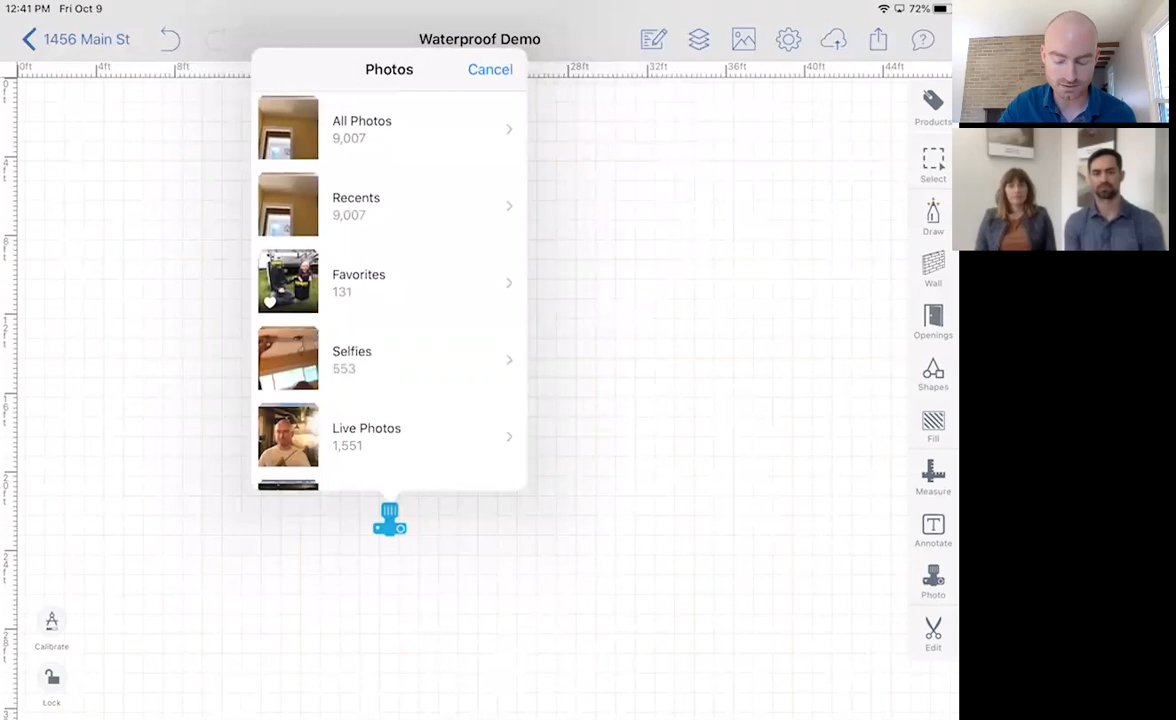 12:41 PM Fri Oct 9
72%
1456 Main St
Waterproof Demo
0ft 4ft 8ft 28ft 32ft 36ft 40ft 44ft
Photos Cancel
All Photos
9,007
Recents
9,007
Favorites
131
Selfies
553
Live Photos
1,551
Products
Select
Draw
Wall
Openings
Shapes
Fill
Measure
Annotate
Photo
Edit
Calibrate
Lock